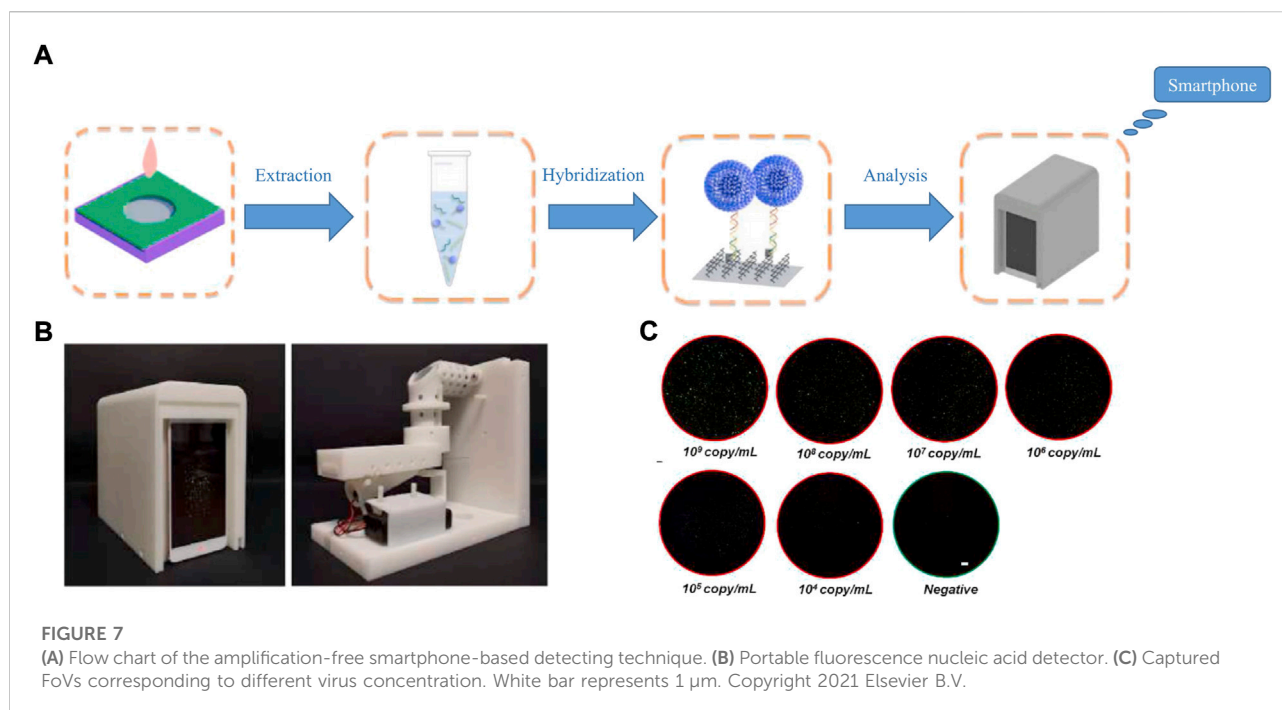 A
Smartphone
Extraction
Hybridization
Analysis
B
C
10⁹ copy/mL
10⁸ copy/mL
10⁷ copy/mL
10⁶ copy/mL
10⁵ copy/mL
10⁴ copy/mL
Negative
FIGURE 7
(A) Flow chart of the amplification-free smartphone-based detecting technique. (B) Portable fluorescence nucleic acid detector. (C) Captured
FoVs corresponding to different virus concentration. White bar represents 1 μm. Copyright 2021 Elsevier B.V.